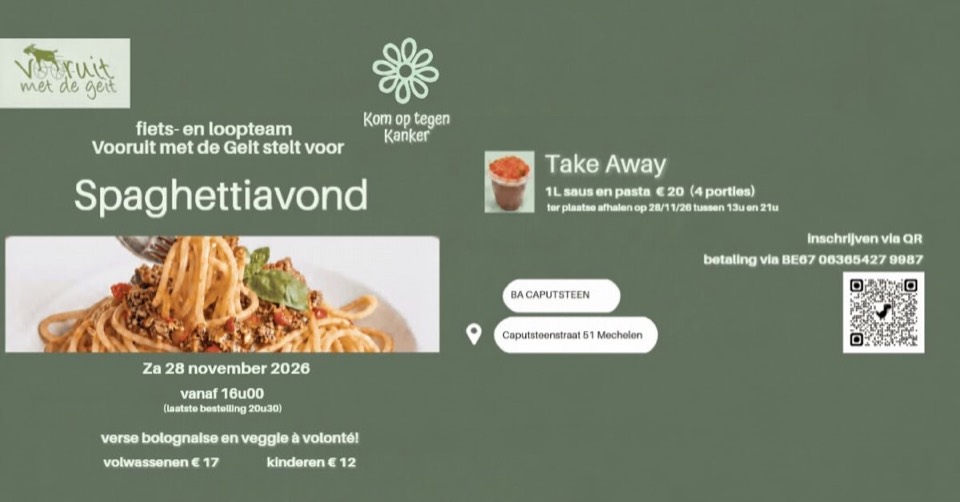 Vooruit
met de geit
Kom op tegen
Kanker
fiets- en loopteam
Vooruit met de Geit stelt voor
Spaghettiavond
Za 28 november 2026
vanaf 16u00
(laatste bestelling 20u30)
verse bolognaise en veggie à volonté!
volwassenen € 17 kinderen € 12
Take Away
1L saus en pasta € 20 (4 porties)
ter plaatse afhalen op 28/11/26 tussen 13u en 21u
inschrijven via QR
betaling via BE67 06365427 9987
BA CAPUTSTEEN
Caputsteenstraat 51 Mechelen